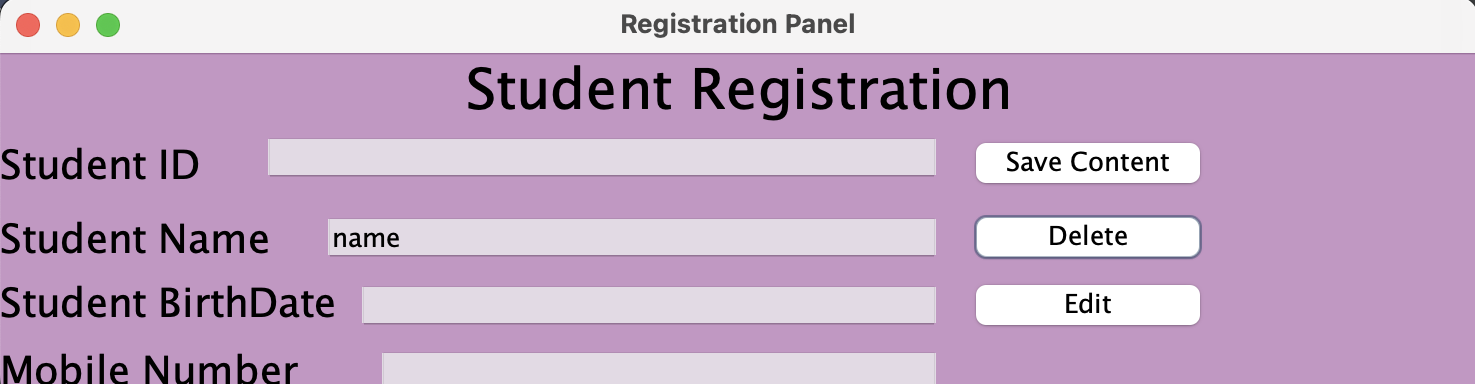 Registration Panel
Student Registration
Student ID
Save Content
Student Name
name
Delete
Student BirthDate
Edit
Mobile Number